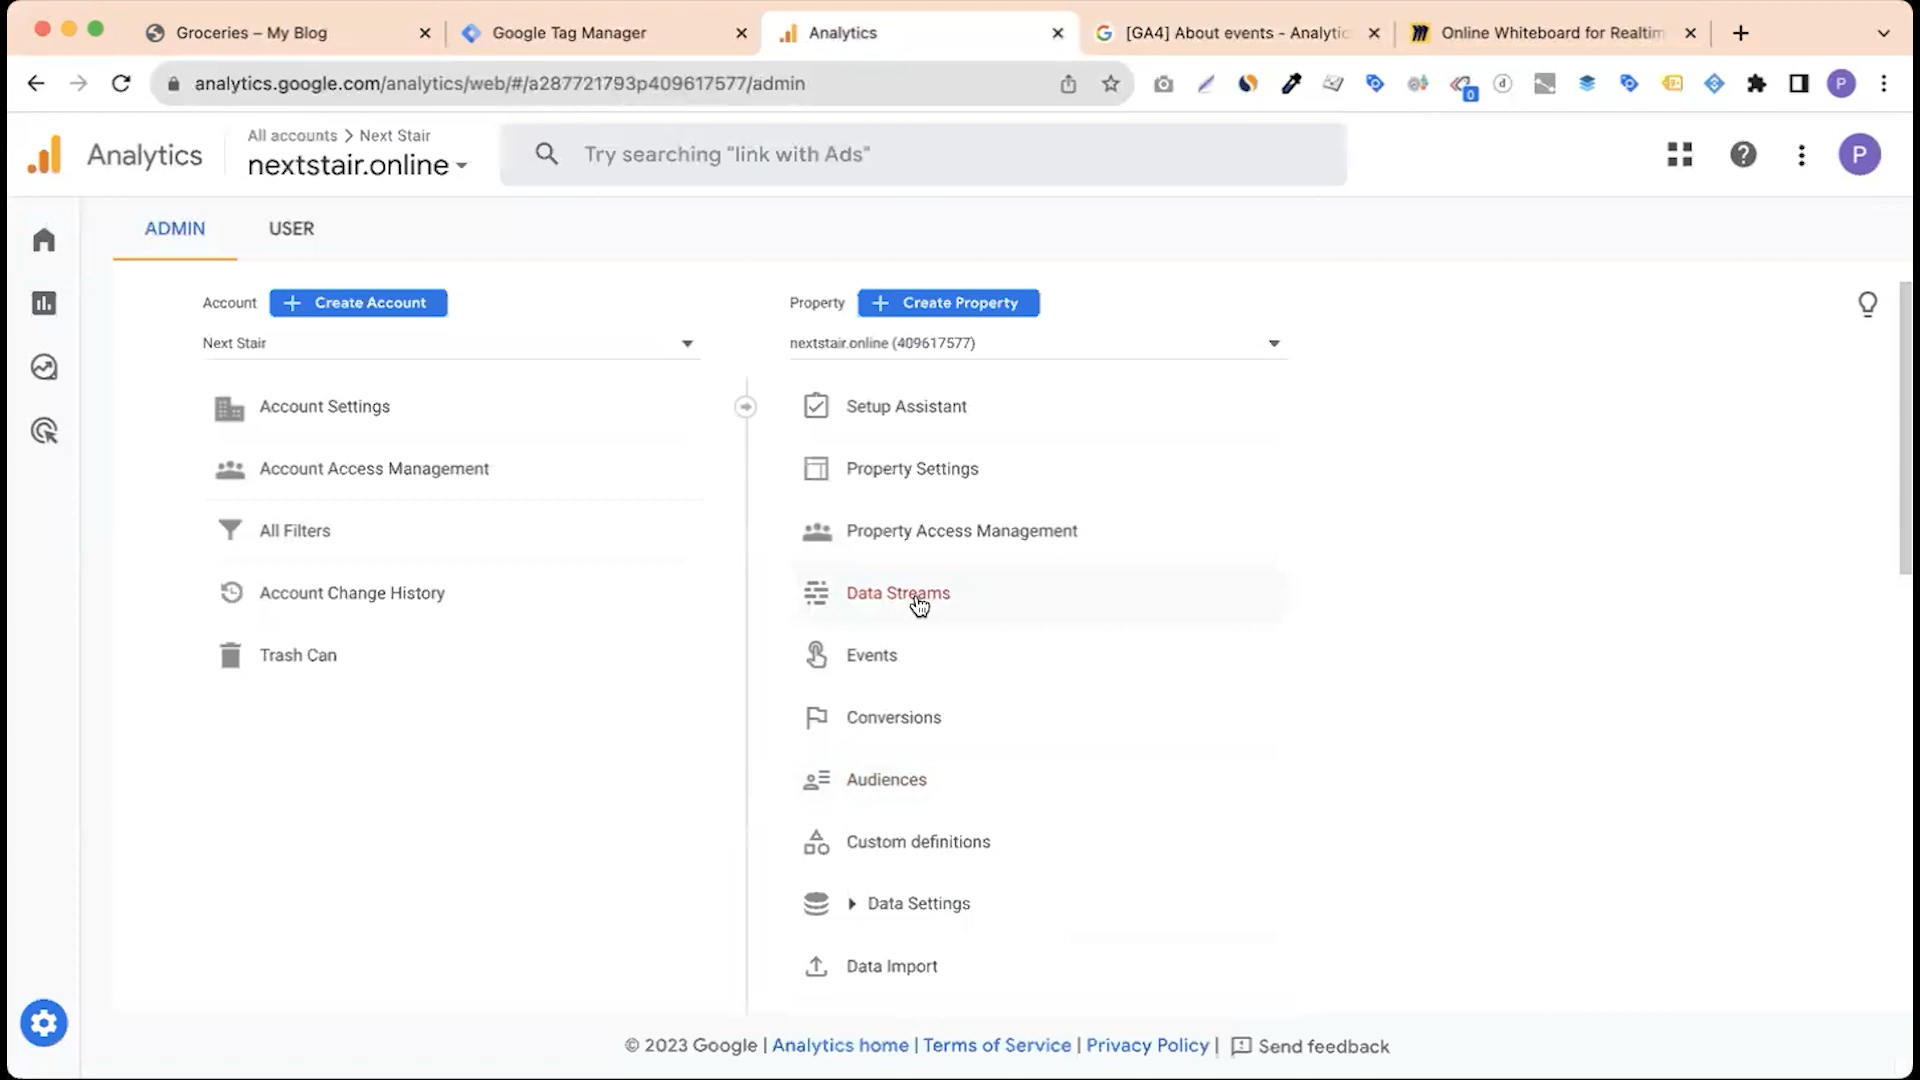 Groceries – My Blog
Google Tag Manager
Analytics
[GA4] About events - Analytic
Online Whiteboard for Realtim
analytics.google.com/analytics/web/#/a287721793p409617577/admin
0
d
P
Analytics
All accounts > Next Stair
nextstair.online
Try searching "link with Ads"
P
ADMIN
USER
Account
+ Create Account
Property
+ Create Property
Next Stair
nextstair.online (409617577)
Account Settings
Setup Assistant
Account Access Management
Property Settings
All Filters
Property Access Management
Account Change History
Data Streams
Trash Can
Events
Conversions
Audiences
Custom definitions
Data Settings
Data Import
© 2023 Google | Analytics home | Terms of Service | Privacy Policy | Send feedback